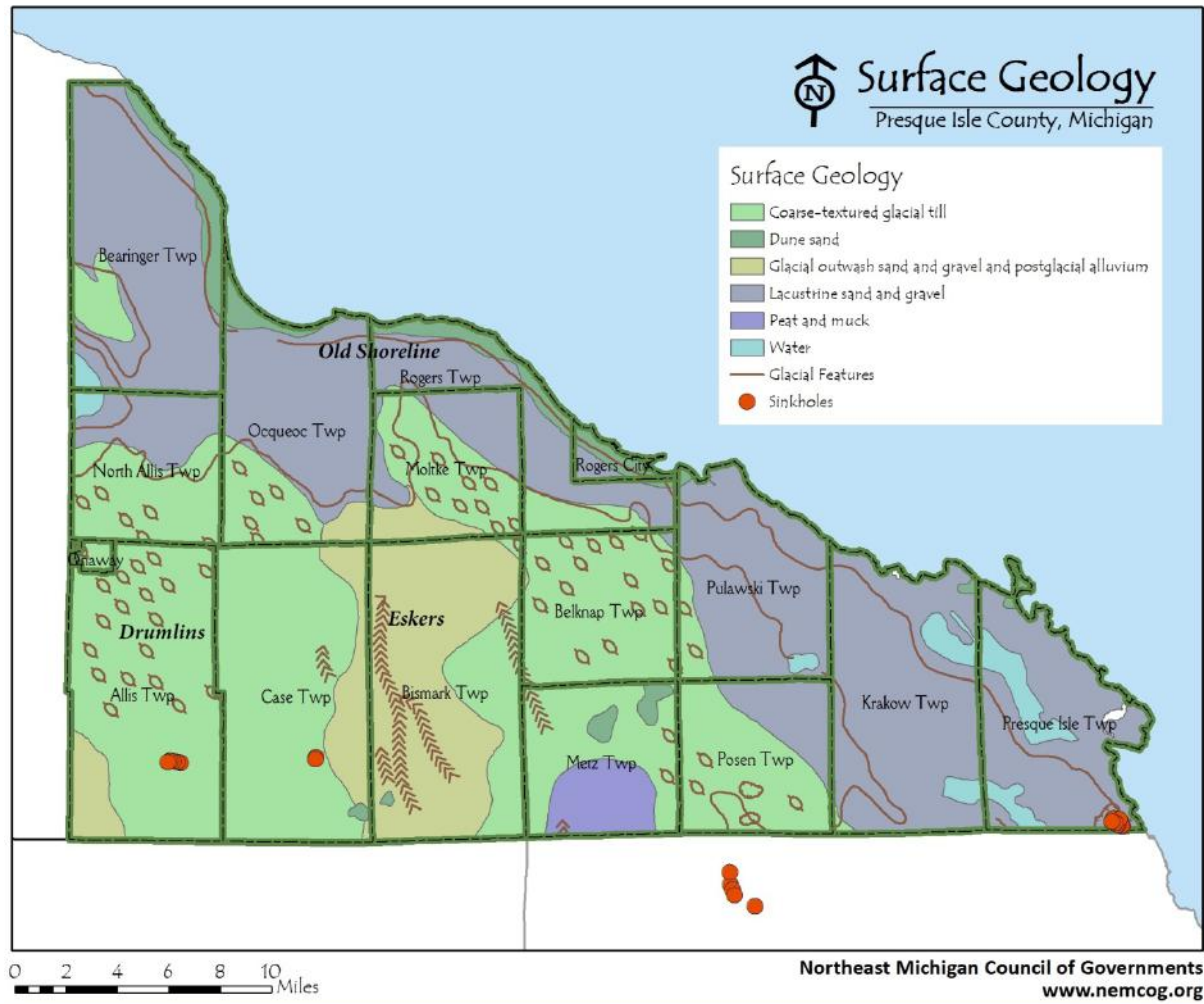 Surface Geology
N
Presque Isle County, Michigan
Surface Geology
Coarse-textured glacial till
Dune sand
Glacial outwash sand and gravel and postglacial alluvium
Lacustrine sand and gravel
Peat and muck
Water
Glacial Features
Sinkholes
Bearinger Twp
Old Shoreline
Rogers Twp
Ocqueoc Twp
North Allis Twp
Moltke Twp
Rogers City
Onaway
Pulawski Twp
Belknap Twp
Eskers
Drumlins
Allis Twp
Case Twp
Bismark Twp
Krakow Twp
Presque Isle Twp
Metz Twp
Posen Twp
0 2 4 6 8 10
Miles
Northeast Michigan Council of Governments
www.nemcog.org